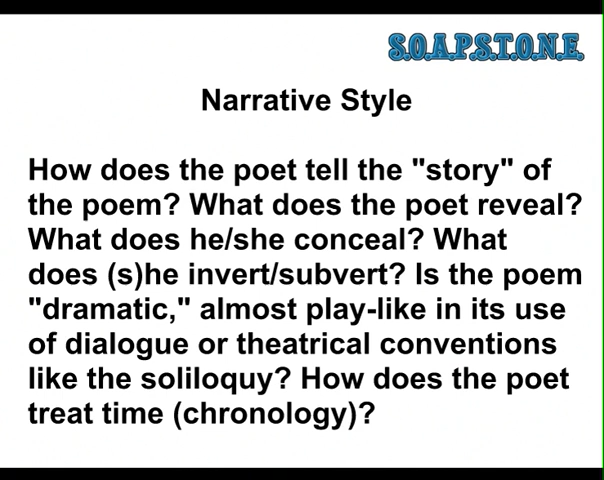 S.O.A.P.S.T.O.N.E.
Narrative Style
How does the poet tell the "story" of
the poem? What does the poet reveal?
What does he/she conceal? What
does (s)he invert/subvert? Is the poem
"dramatic," almost play-like in its use
of dialogue or theatrical conventions
like the soliloquy? How does the poet
treat time (chronology)?